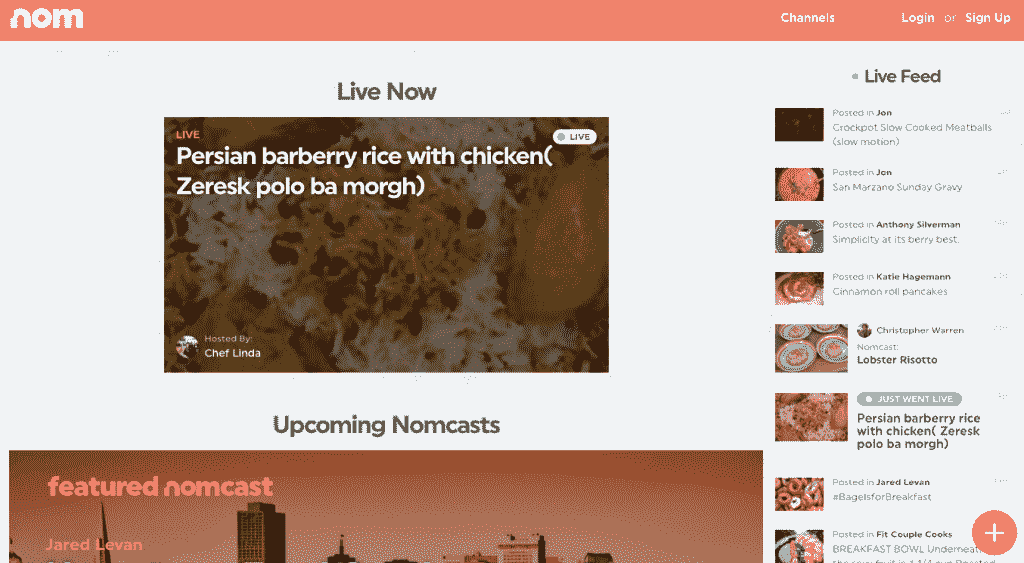 nom
Channels
Login or Sign Up
Live Now
LIVE
LIVE
Persian barberry rice with chicken(
Zeresk polo ba morgh)
Hosted By:
Chef Linda
Upcoming Nomcasts
featured nomcast
Jared Levan
Live Feed
Posted in Jon
Crockpot Slow Cooked Meatballs
(slow motion)
Posted in Jon
San Marzano Sunday Gravy
Posted in Anthony Silverman
Simplicity at its berry best.
Posted in Katie Hagemann
Cinnamon roll pancakes
Christopher Warren
Nomcast:
Lobster Risotto
JUST WENT LIVE
Persian barberry rice
with chicken( Zeresk
polo ba morgh)
Posted in Jared Levan
#BagelsforBreakfast
Posted in Fit Couple Cooks
BREAKFAST BOWL Underneath